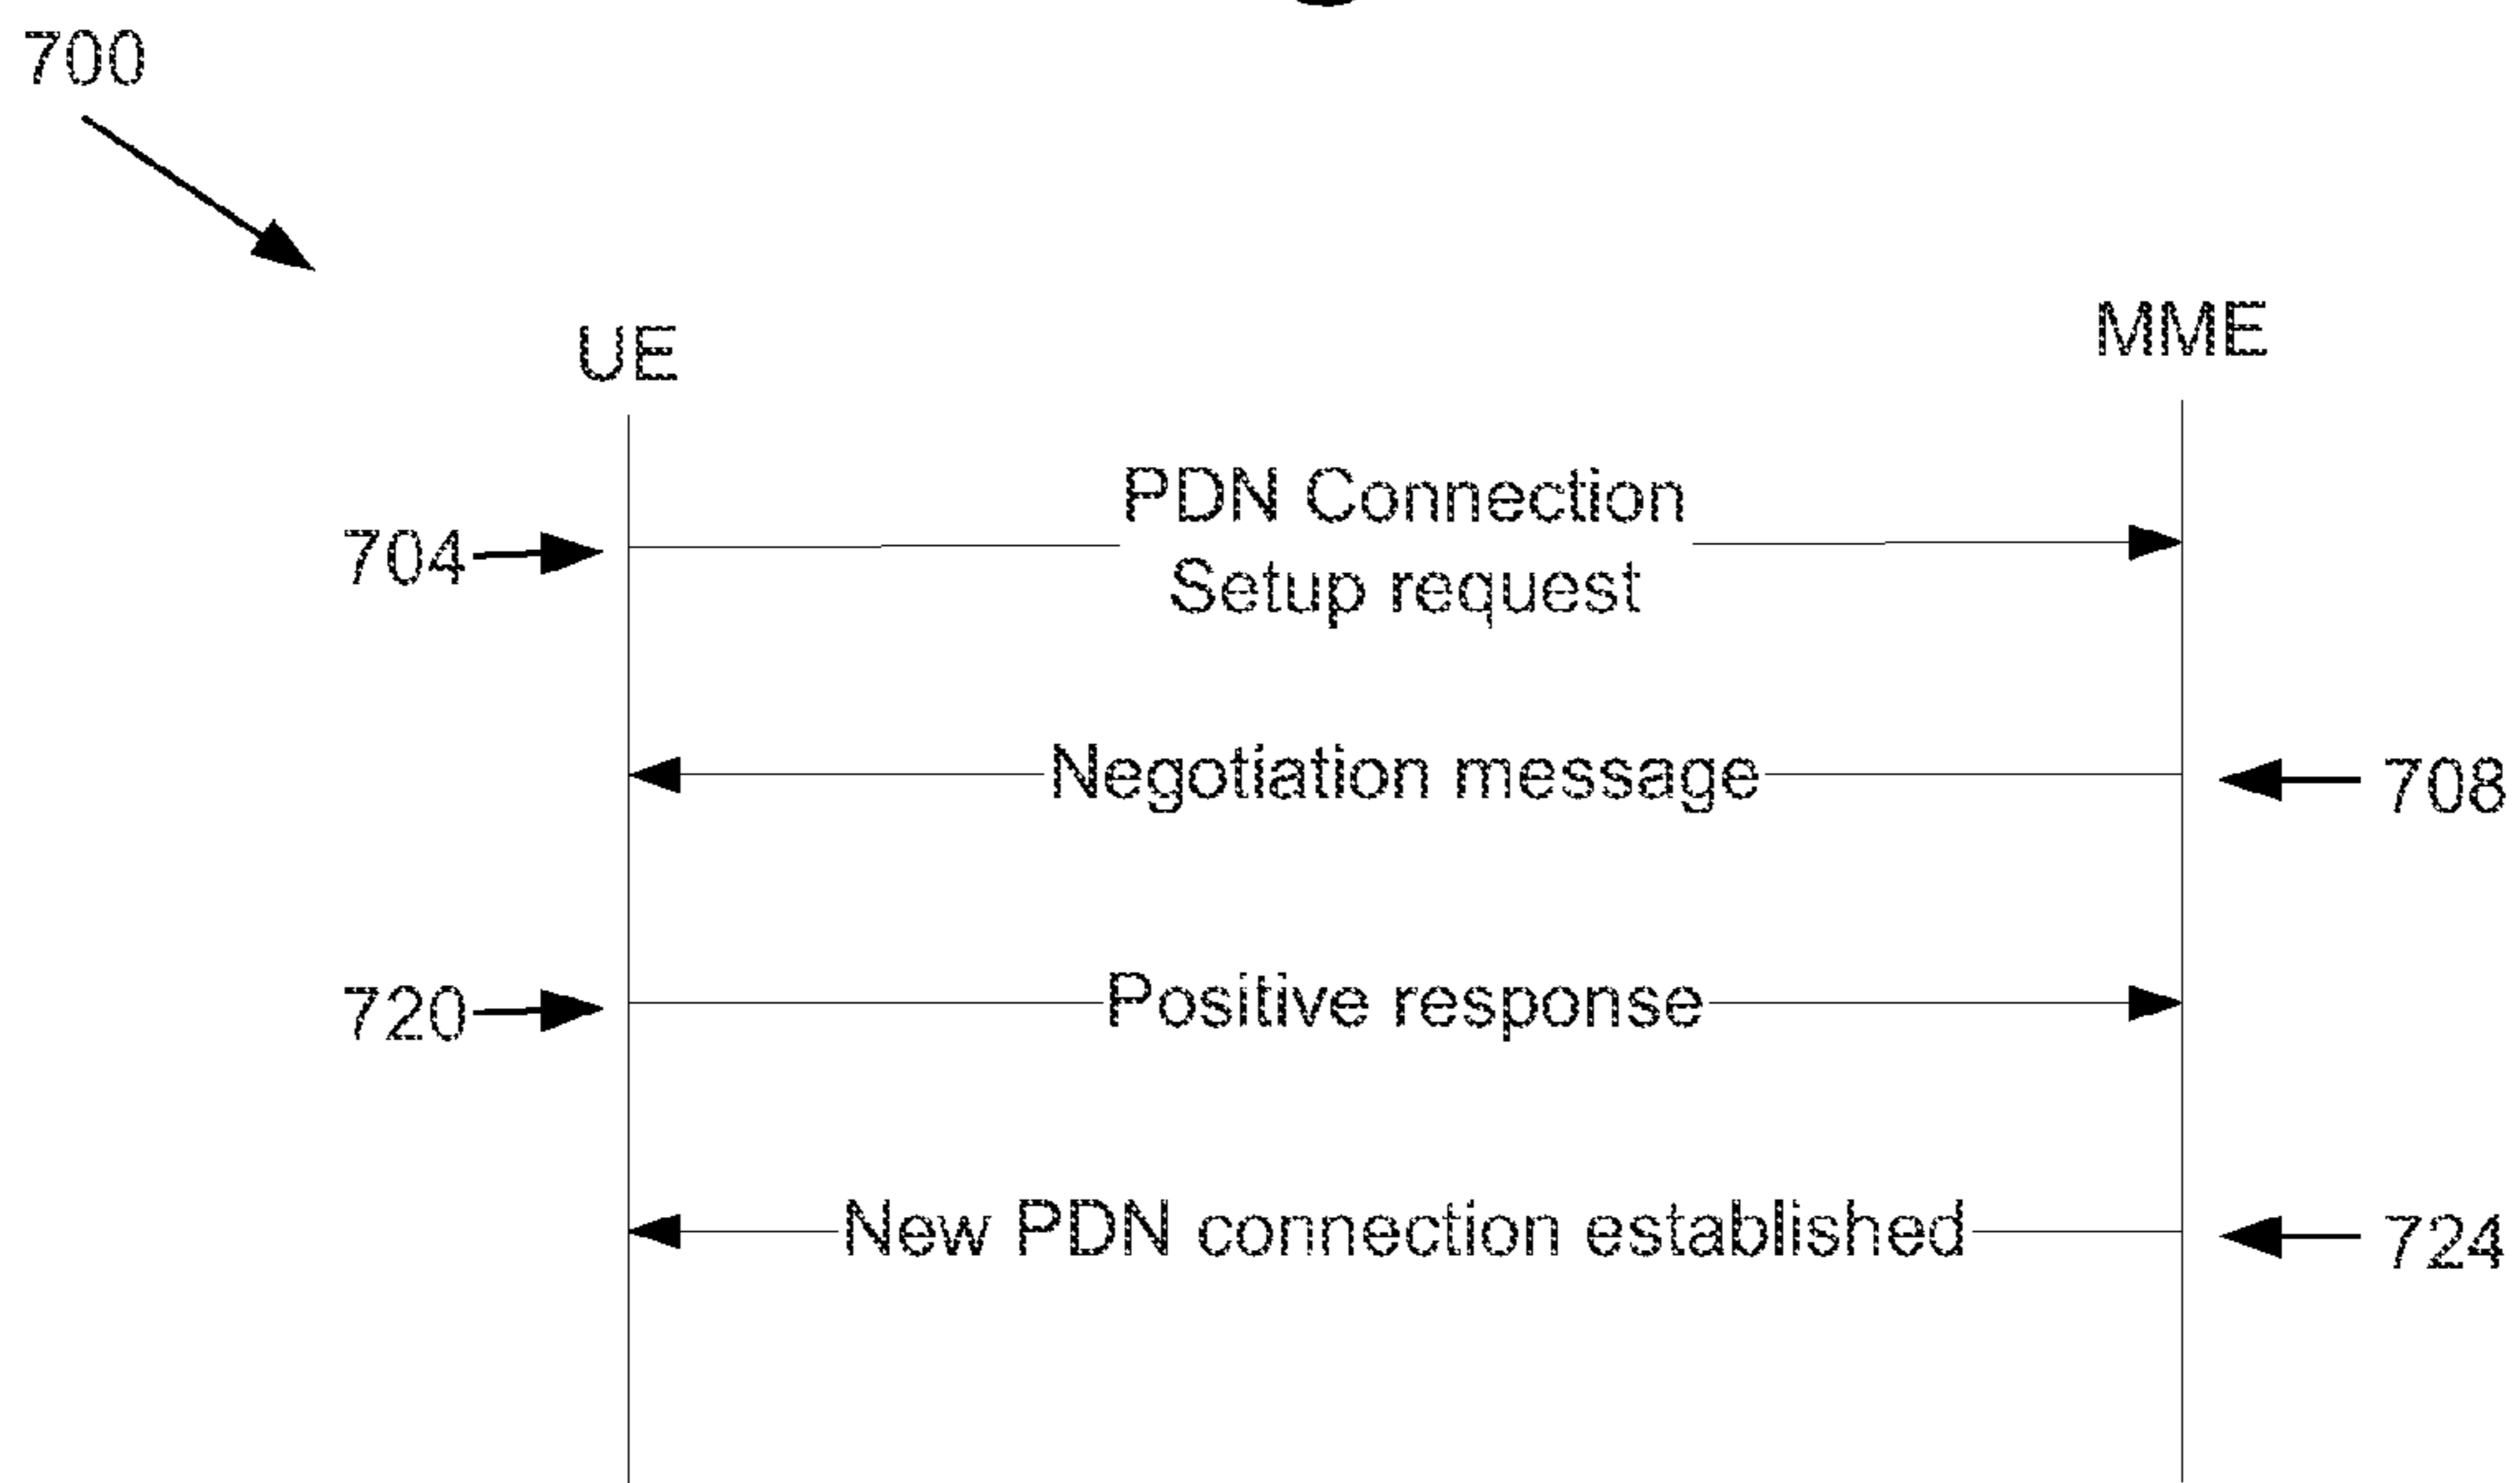 700
UE
MME
704
PDN Connection
Setup request
Negotiation message
708
720
Positive response
New PDN connection established
724